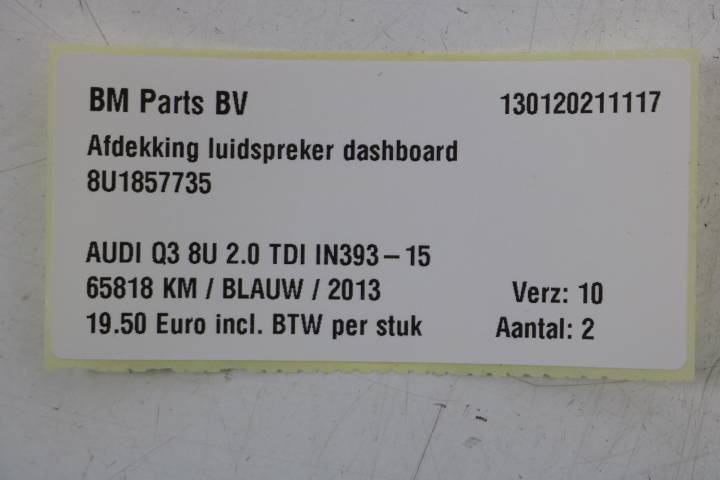 BM Parts BV 130120211117
Afdekking luidspreker dashboard
8U1857735
AUDI Q3 8U 2.0 TDI IN393-15
65818 KM / BLAUW / 2013 Verz: 10
19.50 Euro incl. BTW per stuk Aantal: 2